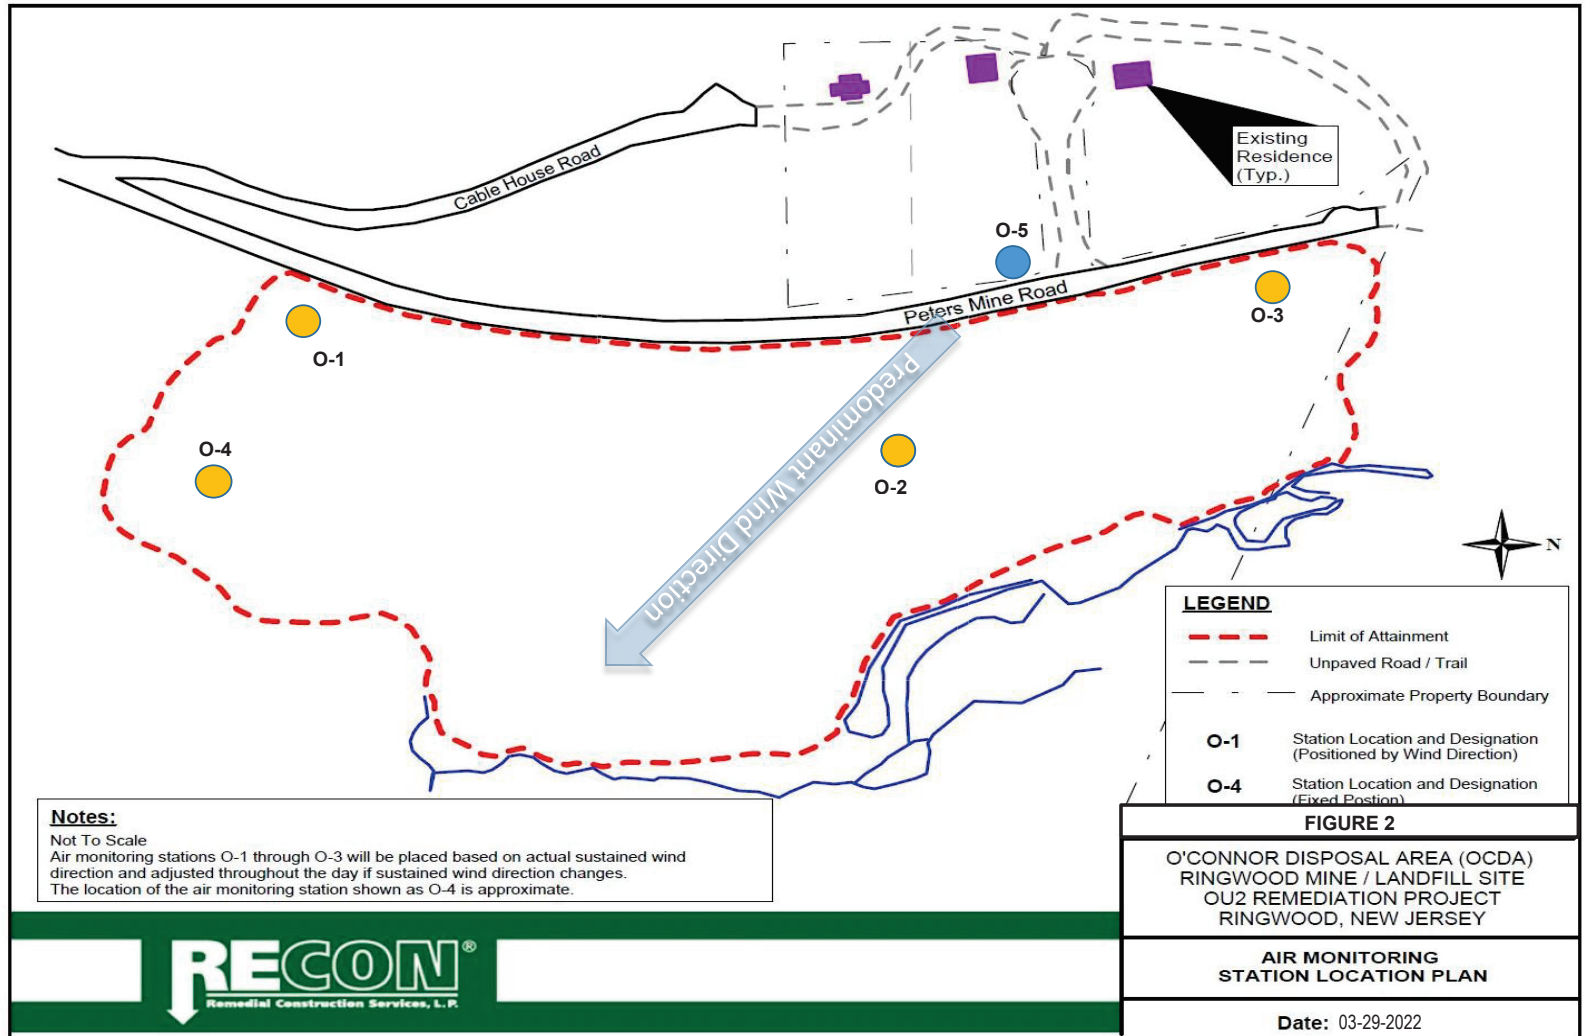 Existing
Residence
(Typ.)
Cable House Road
O-5
Peters Mine Road
O-3
O-1
Predominant Wind Direction
O-4
O-2
N
LEGEND
Limit of Attainment
Unpaved Road / Trail
Approximate Property Boundary
O-1
Station Location and Designation
(Positioned by Wind Direction)
O-4
Station Location and Designation
(Fixed Postion)
Notes:
Not To Scale
Air monitoring stations O-1 through O-3 will be placed based on actual sustained wind
direction and adjusted throughout the day if sustained wind direction changes.
The location of the air monitoring station shown as O-4 is approximate.
FIGURE 2
O'CONNOR DISPOSAL AREA (OCDA)
RINGWOOD MINE / LANDFILL SITE
OU2 REMEDIATION PROJECT
RINGWOOD, NEW JERSEY
AIR MONITORING
STATION LOCATION PLAN
Date: 03-29-2022
RECON®
Remedial Construction Services, L.P.